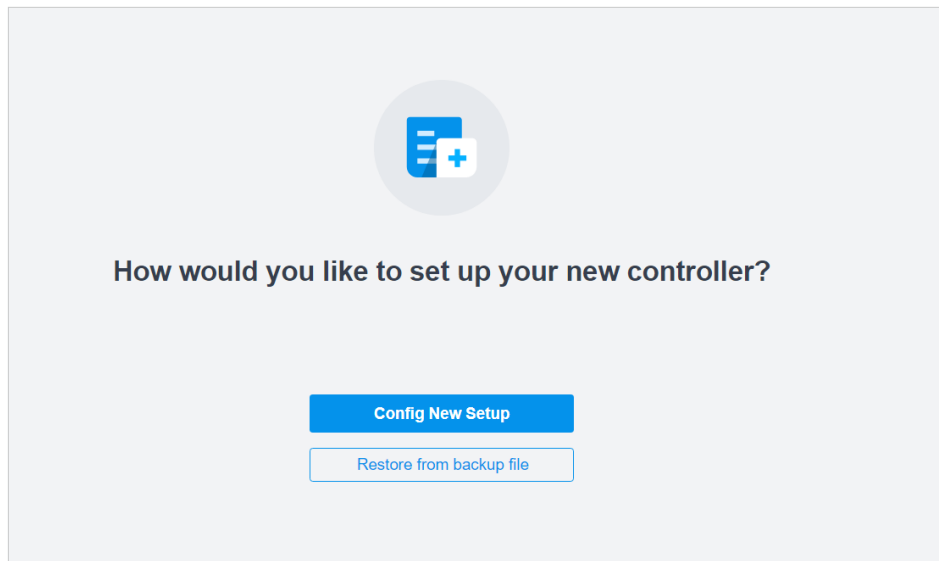 How would you like to set up your new controller?
Config New Setup
Restore from backup file